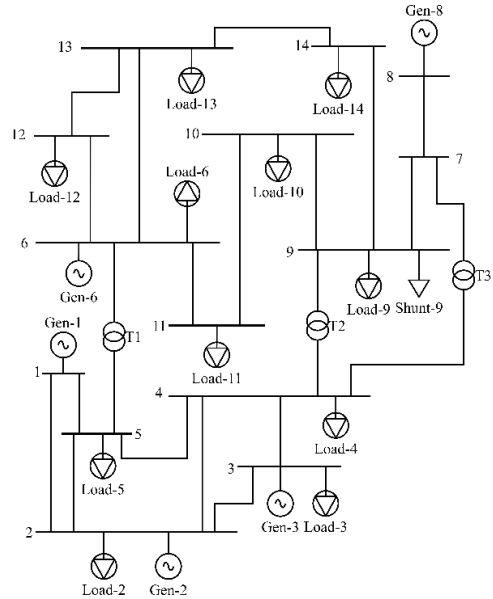 Gen-8
13
14
8
Load-13
Load-14
12
10
7
Load-6
Load-12
Load-10
6
9
T3
Gen-6
Load-9
Shunt-9
Gen-1
11
T1
T2
1
Load-11
4
5
Load-4
3
Load-5
Gen-3
Load-3
2
Load-2
Gen-2